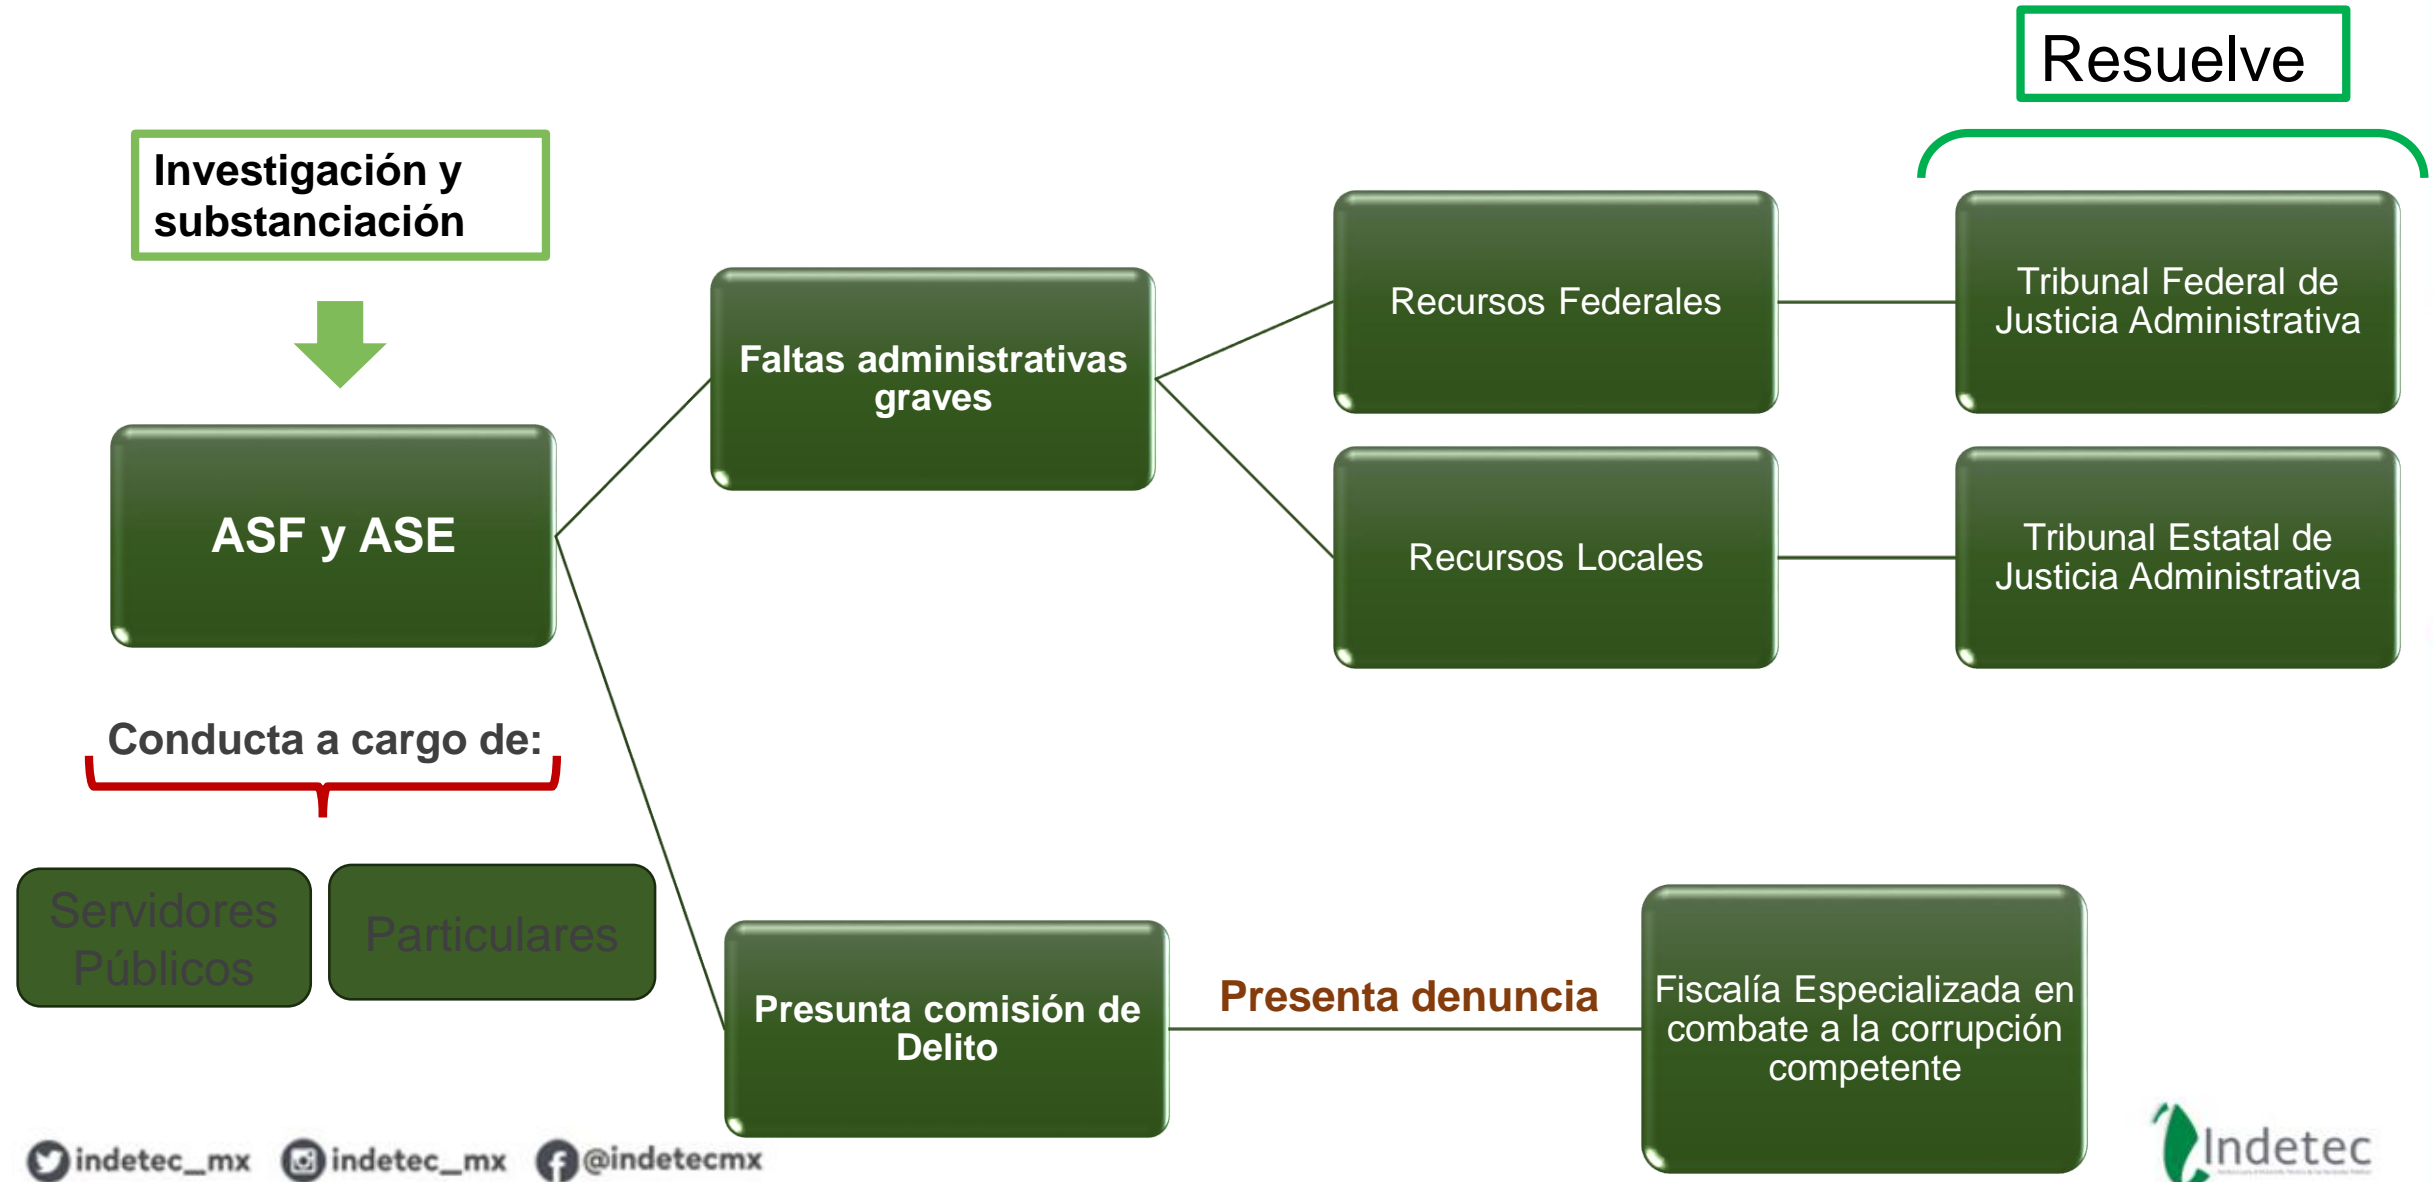 Resuelve
Investigación y
substanciación
ASF y ASE
Faltas administrativas
graves
Recursos Federales
Tribunal Federal de
Justicia Administrativa
Recursos Locales
Tribunal Estatal de
Justicia Administrativa
Conducta a cargo de:
Servidores
Públicos
Particulares
Presunta comisión de
Delito
Presenta denuncia
Fiscalía Especializada en
combate a la corrupción
competente
indetec_mx
indetec_mx
@indetecmx
Indetec